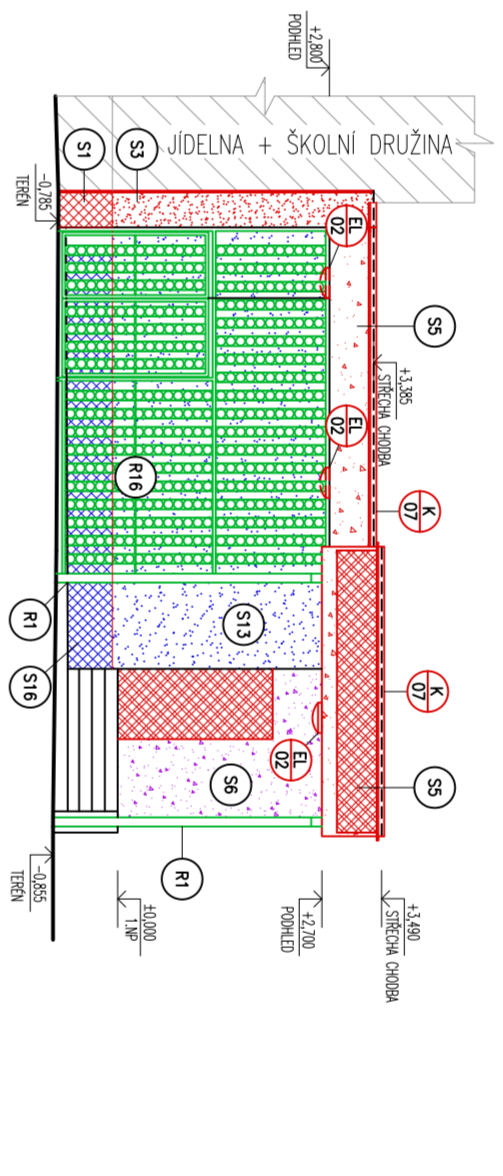 +2,800
PODHLED
JÍDELNA + ŠKOLNÍ DRUŽINA
S1
S3
-0,785
TERÉN
EL
02
S5
+3,385
STŘECHA CHODBA
EL
02
K
07
R16
R1
S16
S13
K
07
EL
02
S6
S5
R1
-0,855
TERÉN
±0,000
1.NP
+2,700
PODHLED
+3,490
STŘECHA CHODBA